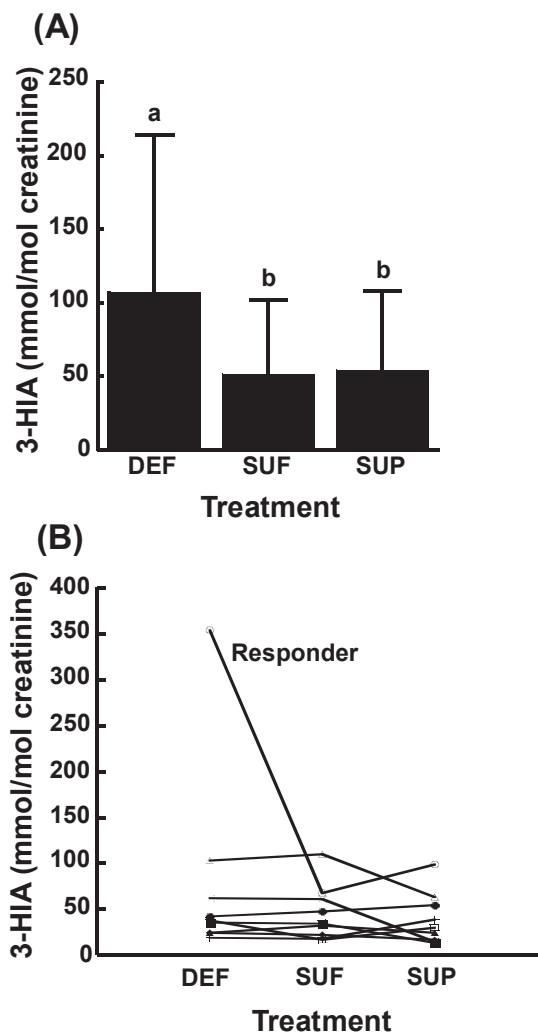 (A)
3-HIA (mmol/mol creatinine)
250
200
150
100
50
0
a
b
b
DEF SUF SUP
Treatment
(B)
3-HIA (mmol/mol creatinine)
400
350
300
250
200
150
100
50
0
Responder
DEF SUF SUP
Treatment